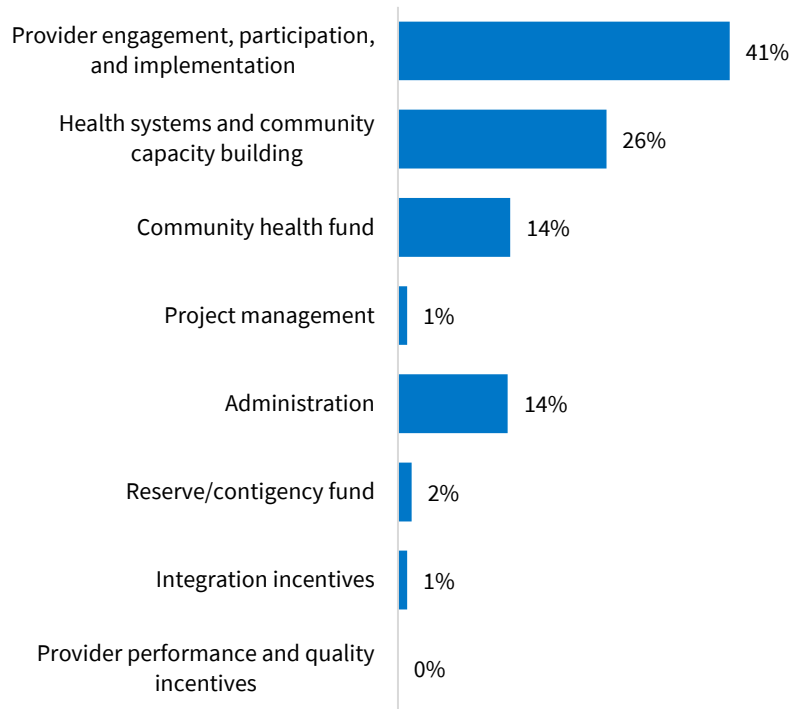 Provider engagement, participation,
and implementation
41%
Health systems and community
capacity building
26%
Community health fund
14%
Project management
1%
Administration
14%
Reserve/contigency fund
2%
Integration incentives
1%
Provider performance and quality
incentives
0%